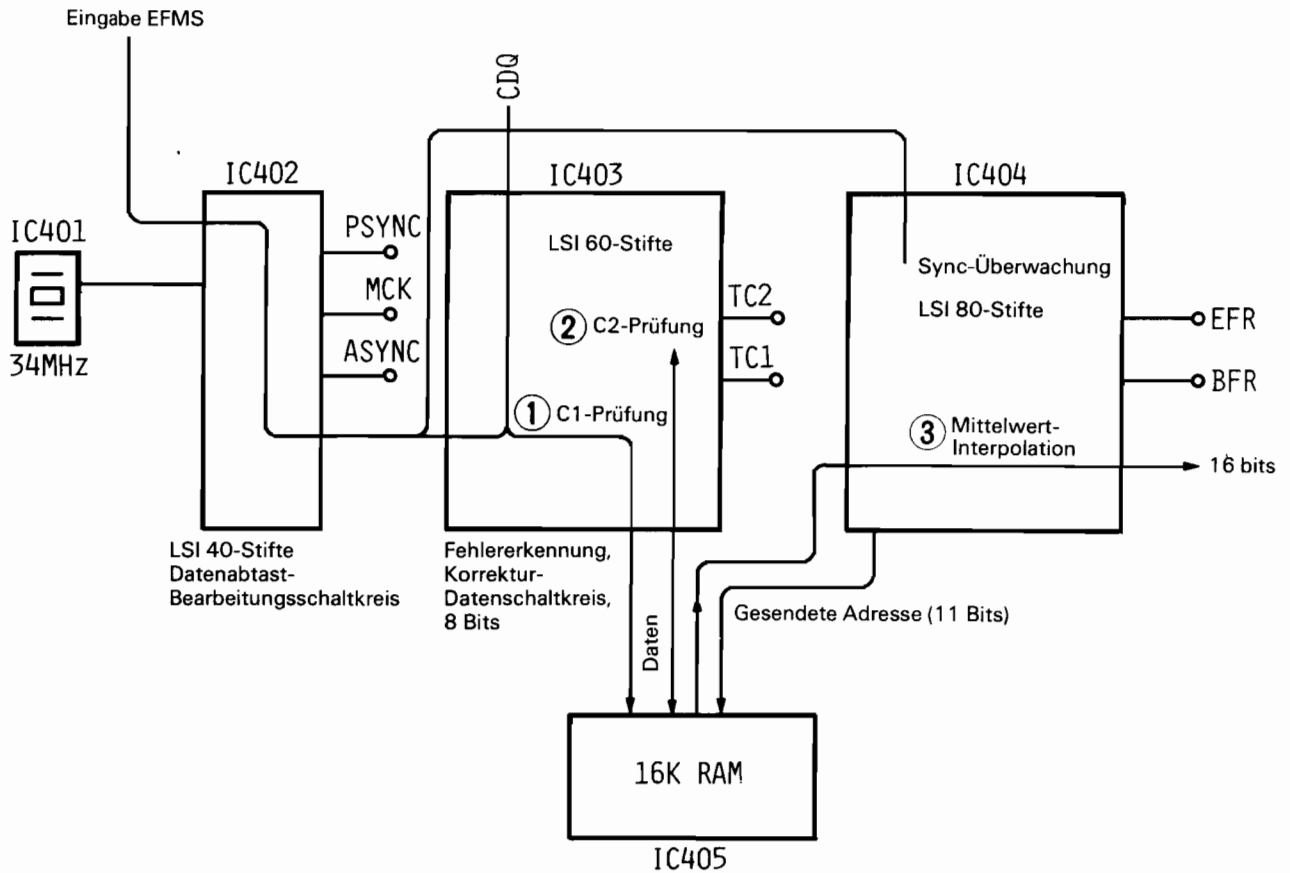 Eingabe EFMS
CDQ
IC402
IC403
IC404
IC401
34MHz
PSYNC
MCK
ASYNC
LSI 60-Stifte
② C2-Prüfung
① C1-Prüfung
TC2
TC1
Sync-Überwachung
LSI 80-Stifte
EFR
BFR
③ Mittelwert-
Interpolation
16 bits
LSI 40-Stifte
Datenabtast-
Bearbeitungsschaltkreis
Fehlererkennung,
Korrektur-
Datenschaltkreis,
8 Bits
Daten
Gesendete Adresse (11 Bits)
16K RAM
IC405